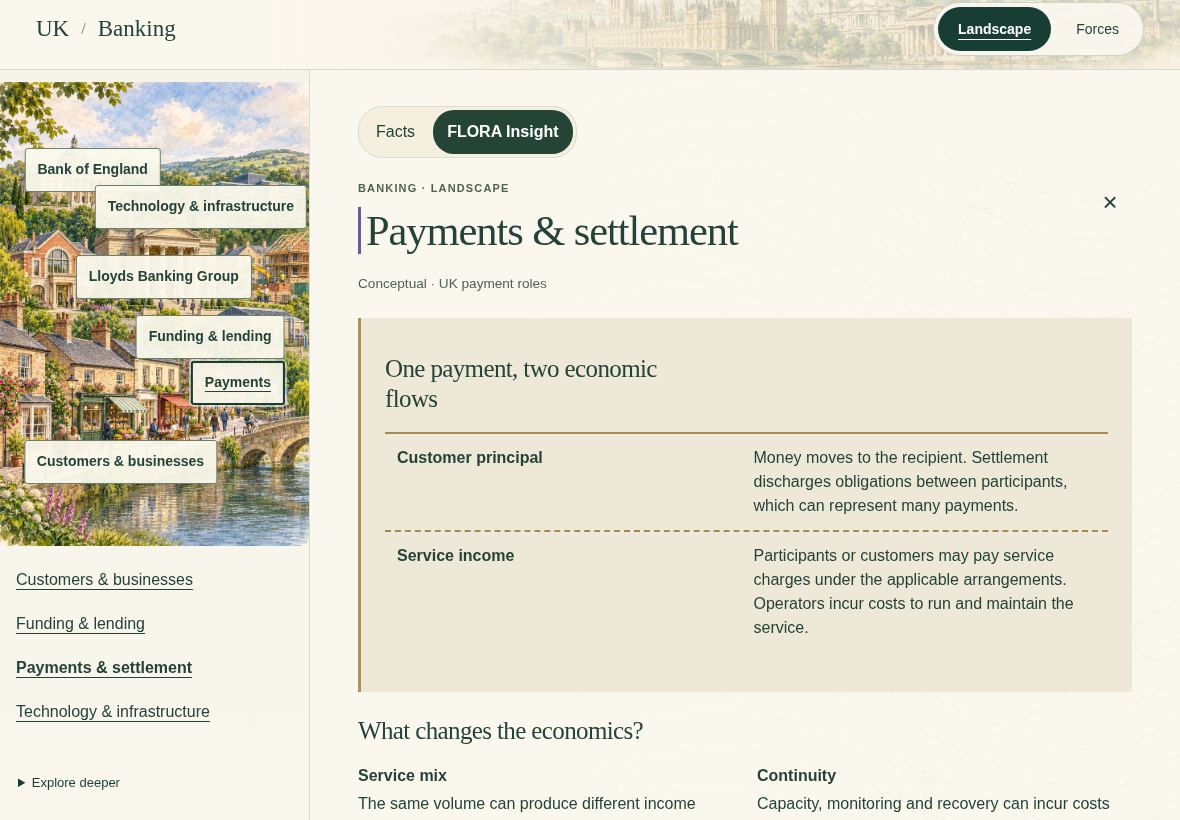 UK / Banking
Landscape
Forces
Bank of England
Technology & infrastructure
Lloyds Banking Group
Funding & lending
Payments
Customers & businesses
Customers & businesses
Funding & lending
Payments & settlement
Technology & infrastructure
▶ Explore deeper
Facts
FLORA Insight
BANKING · LANDSCAPE
×
Payments & settlement
Conceptual · UK payment roles
One payment, two economic
flows
Customer principal
Money moves to the recipient. Settlement
discharges obligations between participants,
which can represent many payments.
Service income
Participants or customers may pay service
charges under the applicable arrangements.
Operators incur costs to run and maintain the
service.
What changes the economics?
Service mix
The same volume can produce different income
Continuity
Capacity, monitoring and recovery can incur costs